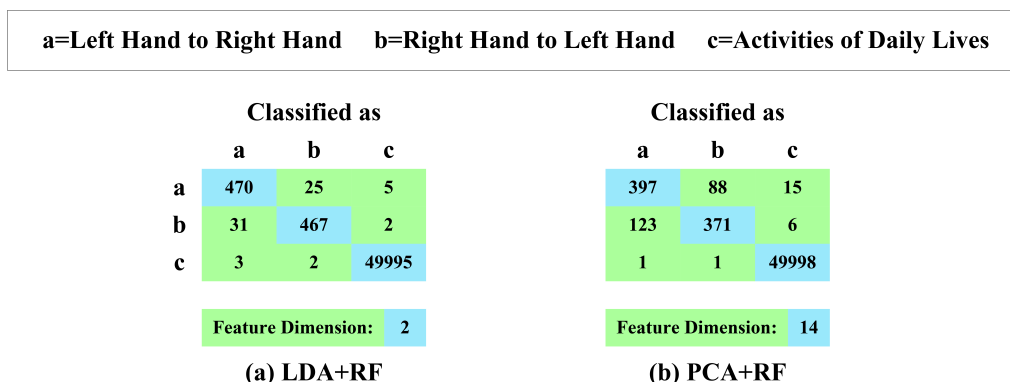 a=Left Hand to Right Hand b=Right Hand to Left Hand c=Activities of Daily Lives
Classified as
a b c
a 470 25 5
b 31 467 2
c 3 2 49995
Feature Dimension: 2
(a) LDA+RF
Classified as
a b c
397 88 15
123 371 6
1 1 49998
Feature Dimension: 14
(b) PCA+RF